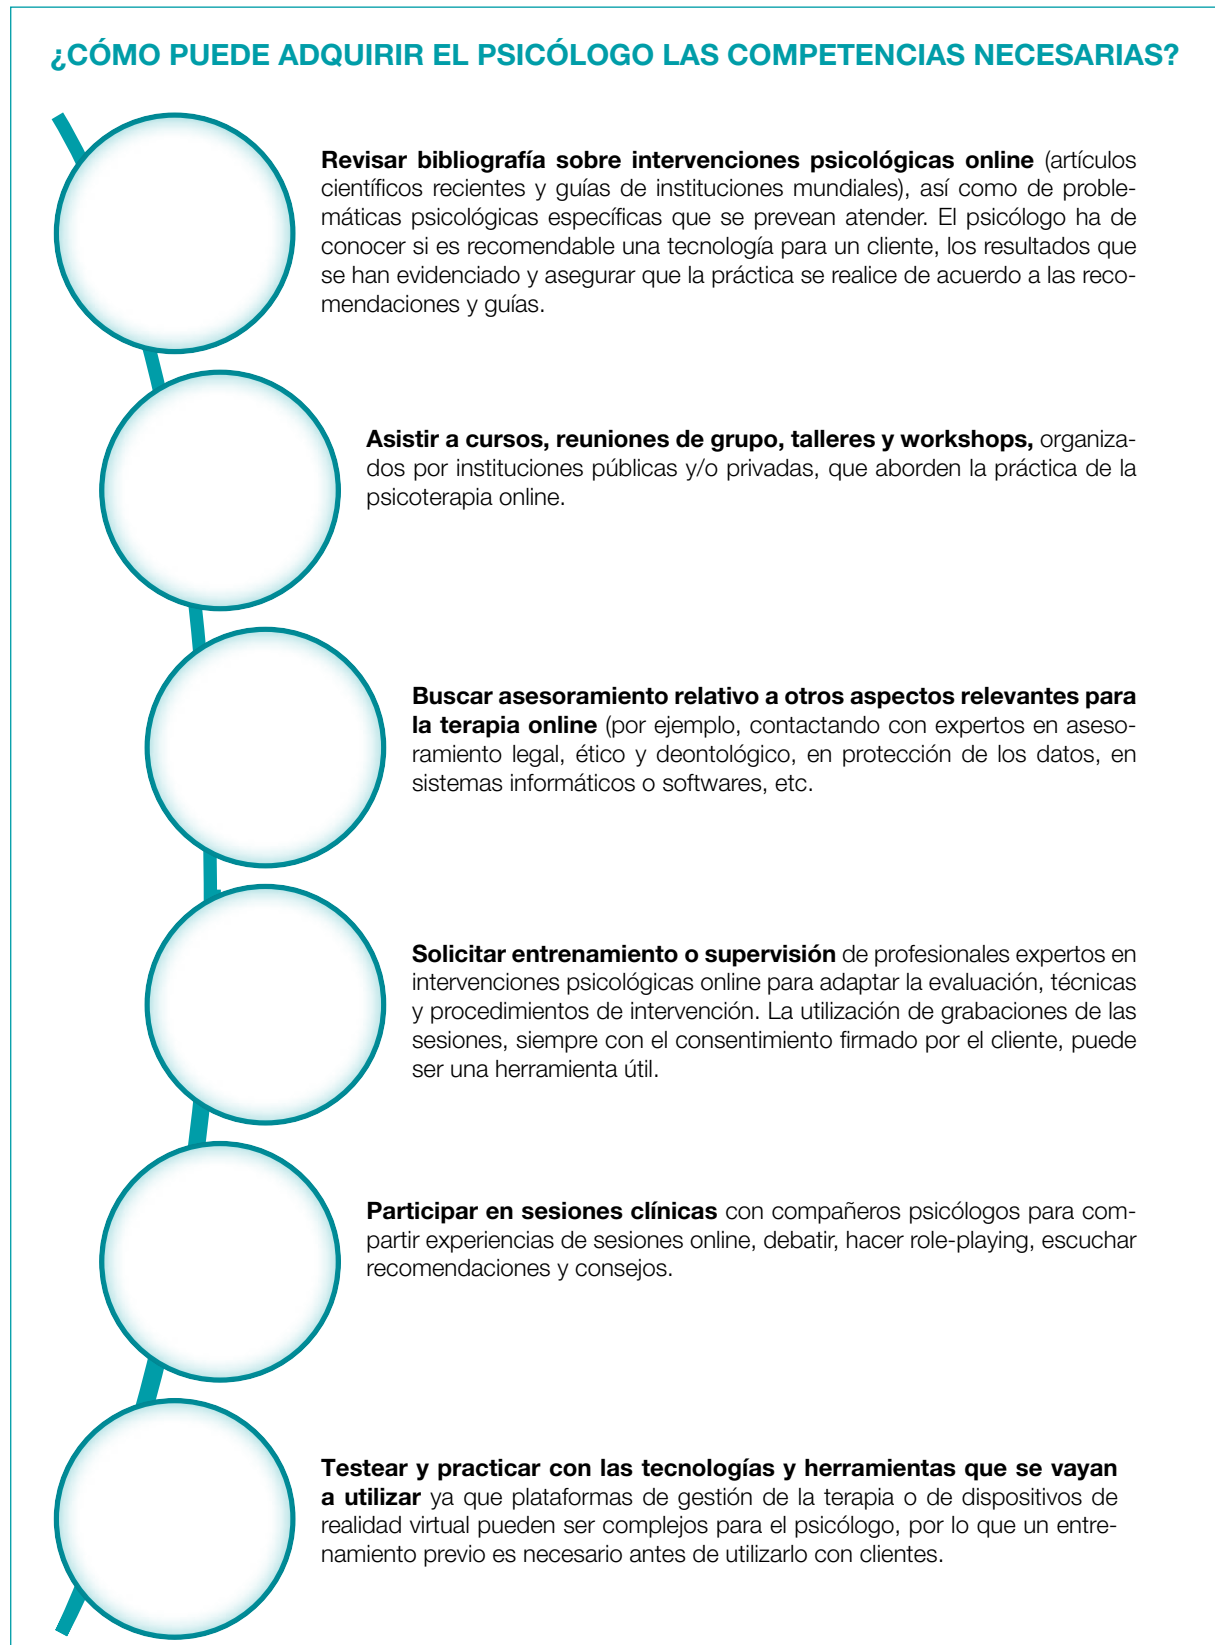 ¿CÓMO PUEDE ADQUIRIR EL PSICÓLOGO LAS COMPETENCIAS NECESARIAS?
Revisar bibliografía sobre intervenciones psicológicas online (artículos
científicos recientes y guías de instituciones mundiales), así como de proble-
máticas psicológicas específicas que se prevean atender. El psicólogo ha de
conocer si es recomendable una tecnología para un cliente, los resultados que
se han evidenciado y asegurar que la práctica se realice de acuerdo a las reco-
mendaciones y guías.
Asistir a cursos, reuniones de grupo, talleres y workshops, organiza-
dos por instituciones públicas y/o privadas, que aborden la práctica de la
psicoterapia online.
Buscar asesoramiento relativo a otros aspectos relevantes para
la terapia online (por ejemplo, contactando con expertos en aseso-
ramiento legal, ético y deontológico, en protección de los datos, en
sistemas informáticos o softwares, etc.
Solicitar entrenamiento o supervisión de profesionales expertos en
intervenciones psicológicas online para adaptar la evaluación, técnicas
y procedimientos de intervención. La utilización de grabaciones de las
sesiones, siempre con el consentimiento firmado por el cliente, puede
ser una herramienta útil.
Participar en sesiones clínicas con compañeros psicólogos para com-
partir experiencias de sesiones online, debatir, hacer role-playing, escuchar
recomendaciones y consejos.
Testear y practicar con las tecnologías y herramientas que se vayan
a utilizar ya que plataformas de gestión de la terapia o de dispositivos de
realidad virtual pueden ser complejos para el psicólogo, por lo que un entre-
namiento previo es necesario antes de utilizarlo con clientes.